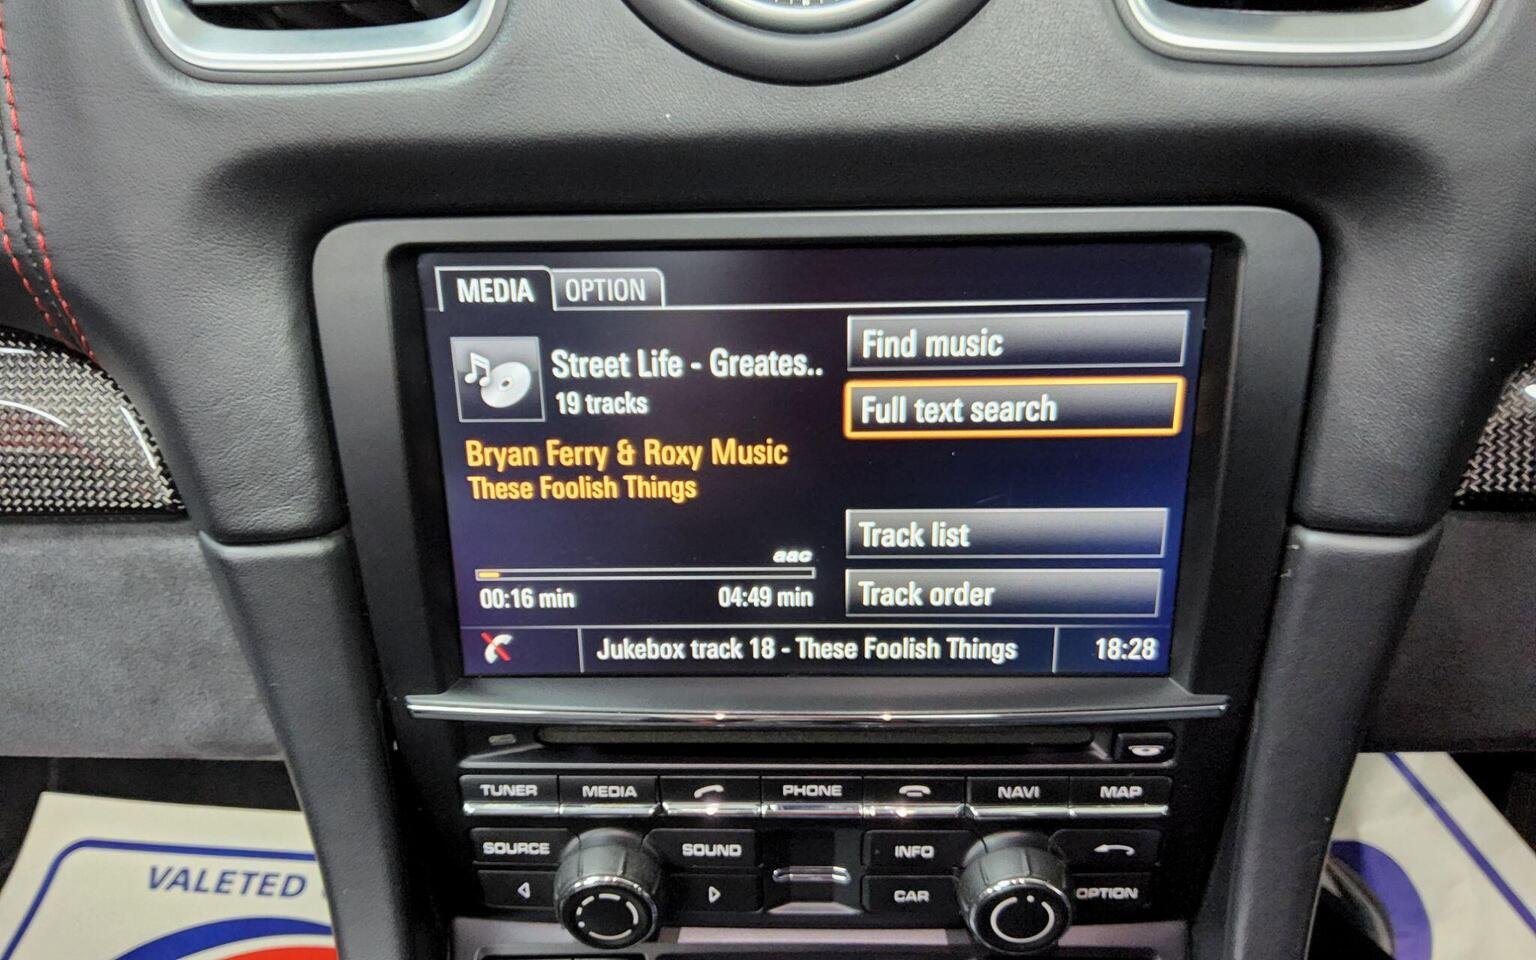 MEDIA OPTION
Find music
Street Life - Greates..
19 tracks
Full text search
Bryan Ferry & Roxy Music
These Foolish Things
Track list
aac
00:16 min 04:49 min
Track order
Jukebox track 18 - These Foolish Things 18:28
TUNER MEDIA PHONE NAVI MAP
SOURCE SOUND INFO
CAR OPTION
VALETED